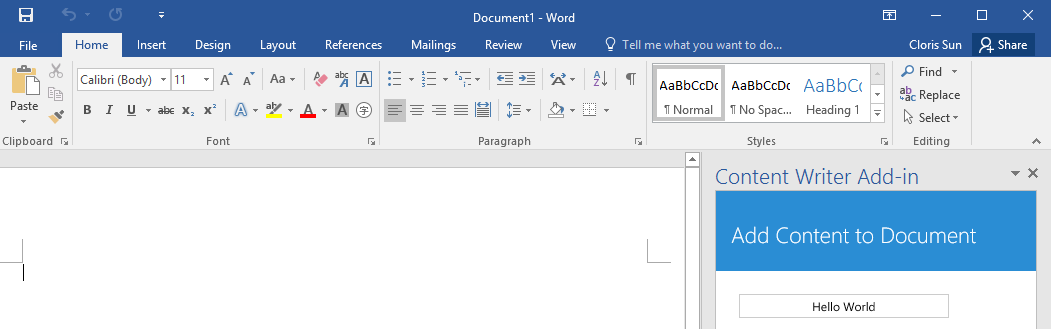 Document1 - Word
File Home Insert Design Layout References Mailings Review View Tell me what you want to do... Cloris Sun Share
Calibri (Body) 11 Aa AaBbCcDc AaBbCcDc AaBbCc Find
Paste ¶ Normal ¶ No Spac... Heading 1 Replace
B I U abc x₂ x² A A A 字 Select
Clipboard Font Paragraph Styles Editing
Content Writer Add-in
Add Content to Document
Hello World